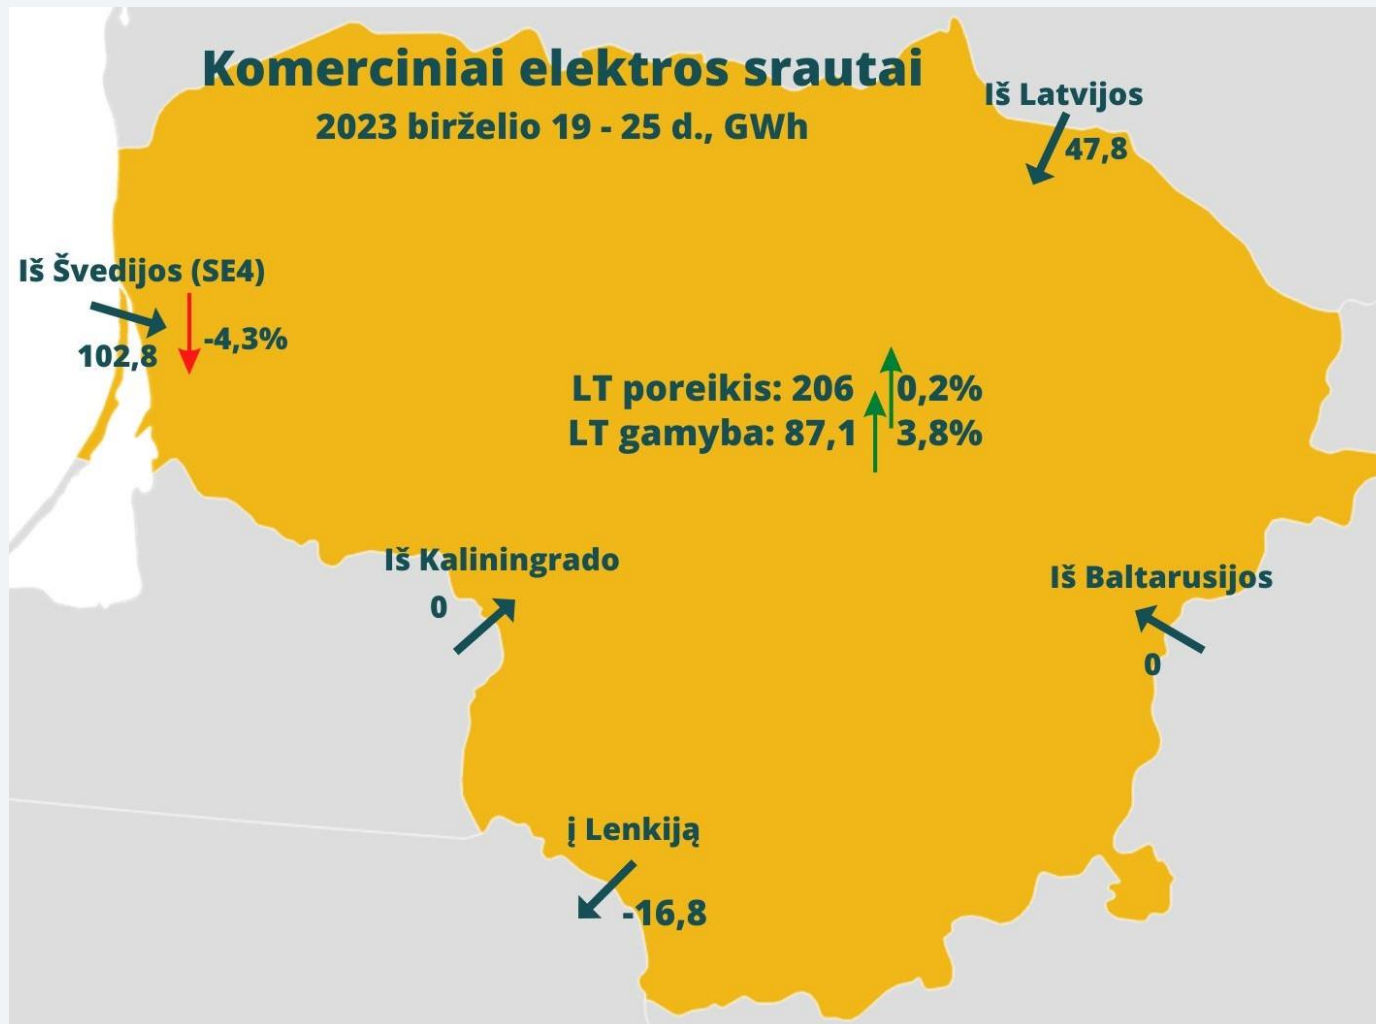 Komerciniai elektros srautai
2023 birželio 19 - 25 d., GWh
Iš Latvijos
47,8
Iš Švedijos (SE4)
-4,3%
102,8
LT poreikis: 206 0,2%
LT gamyba: 87,1 3,8%
Iš Kaliningrado
0
Iš Baltarusijos
0
į Lenkiją
-16,8